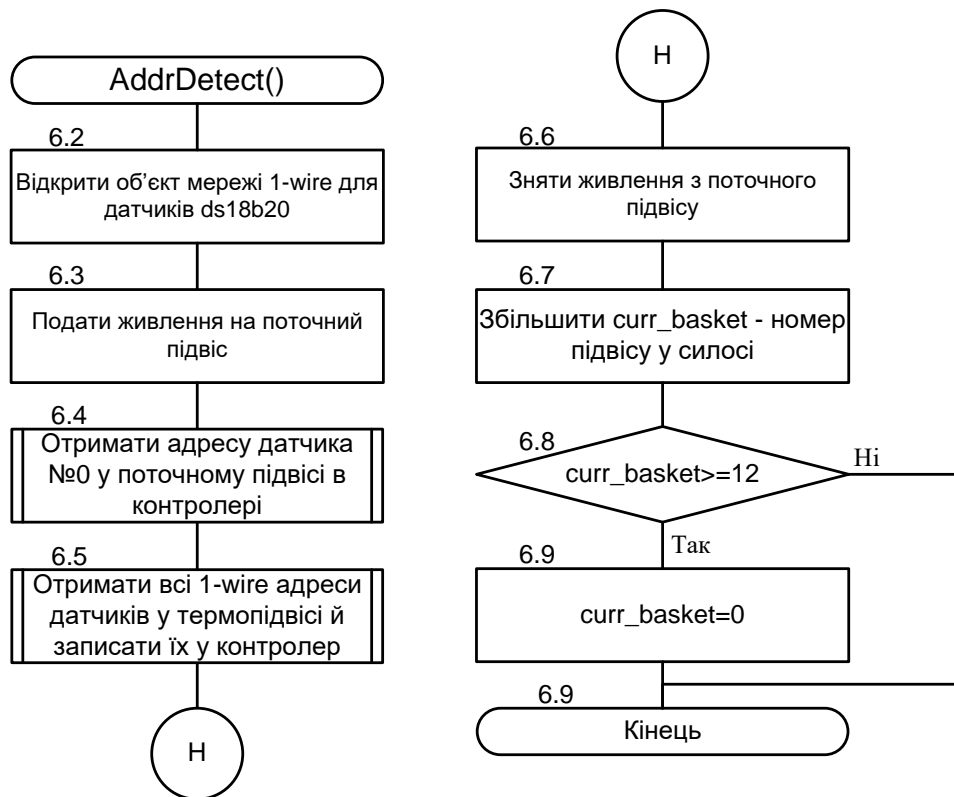 AddrDetect()
6.2
Відкрити об’єкт мережі 1-wire для
датчиків ds18b20
6.3
Подати живлення на поточний
підвіс
6.4
Отримати адресу датчика
№0 у поточному підвісі в
контролері
6.5
Отримати всі 1-wire адреси
датчиків у термопідвісі й
записати їх у контролер
Н
Н
6.6
Зняти живлення з поточного
підвісу
6.7
Збільшити curr_basket - номер
підвісу у силосі
6.8
curr_basket>=12
Ні
Так
6.9
curr_basket=0
6.9
Кінець